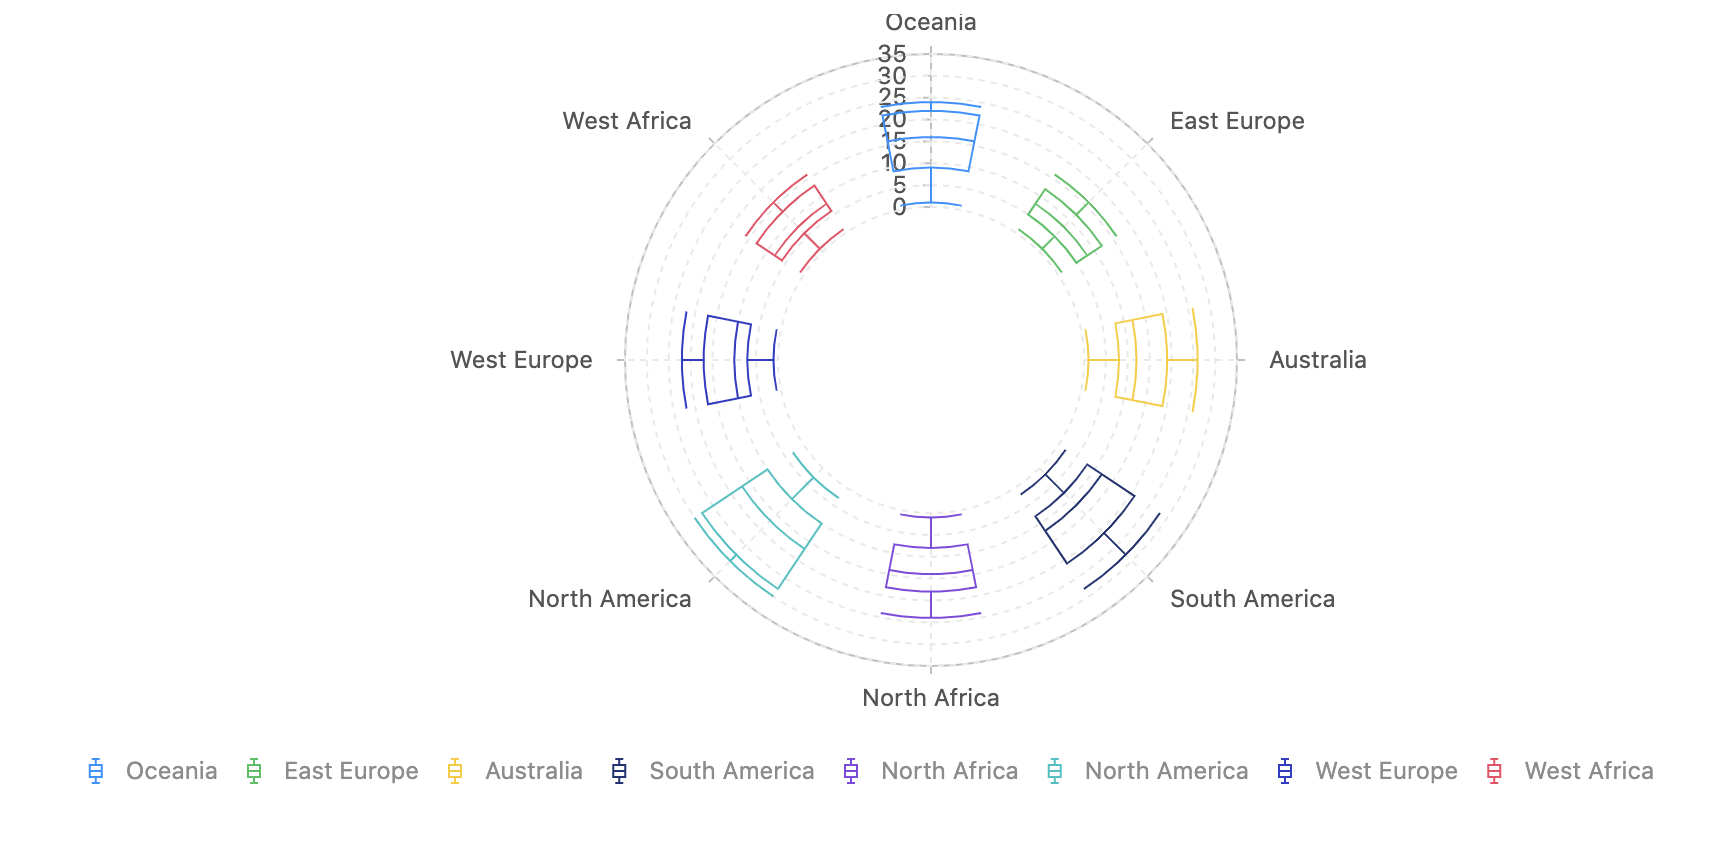 Oceania
35
30
25
20
15
10
5
0
West Africa
East Europe
West Europe
Australia
North America
South America
North Africa
Oceania East Europe Australia South America North Africa North America West Europe West Africa